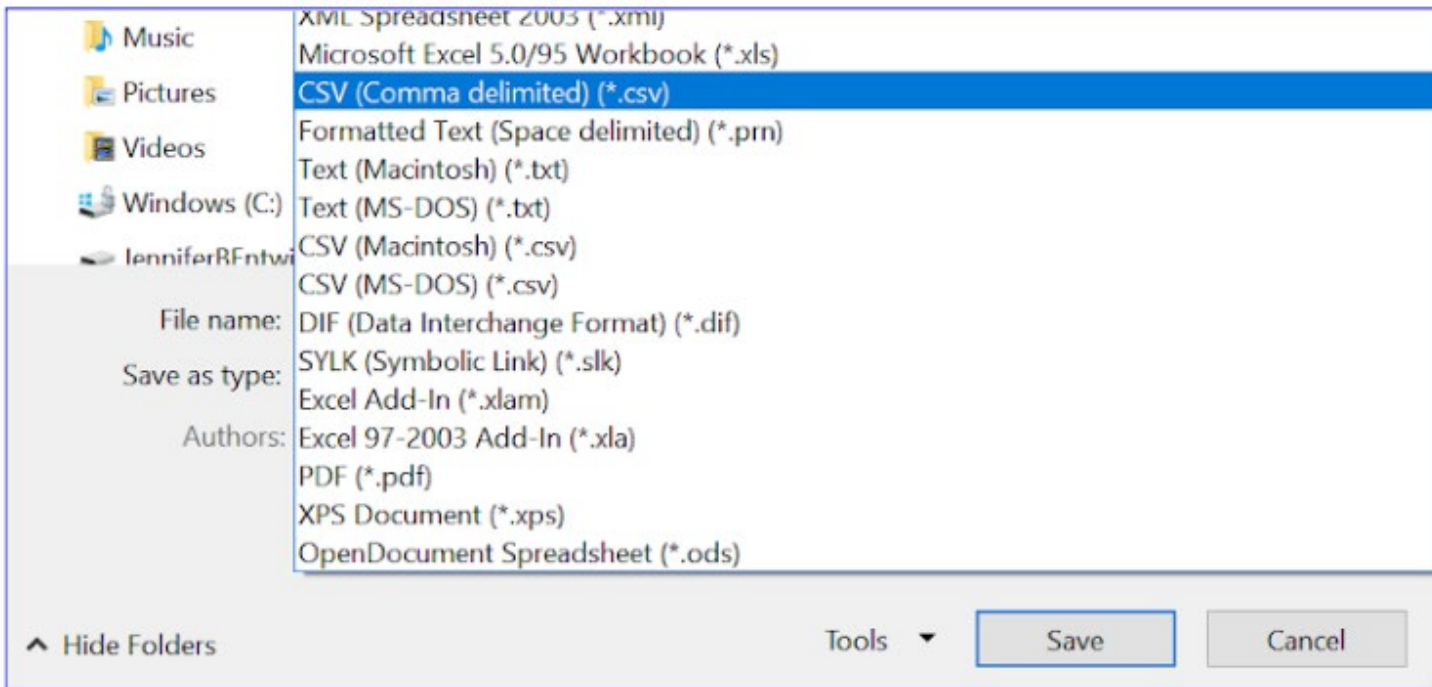 XML Spreadsheet 2003 (*.xml)
Music
Microsoft Excel 5.0/95 Workbook (*.xls)
Pictures
CSV (Comma delimited) (*.csv)
Formatted Text (Space delimited) (*.prn)
Videos
Text (Macintosh) (*.txt)
Windows (C:)
Text (MS-DOS) (*.txt)
CSV (Macintosh) (*.csv)
JenniferBEntwi
CSV (MS-DOS) (*.csv)
File name:
DIF (Data Interchange Format) (*.dif)
Save as type:
SYLK (Symbolic Link) (*.slk)
Excel Add-In (*.xlam)
Authors:
Excel 97-2003 Add-In (*.xla)
PDF (*.pdf)
XPS Document (*.xps)
OpenDocument Spreadsheet (*.ods)
Hide Folders
Tools
Save
Cancel